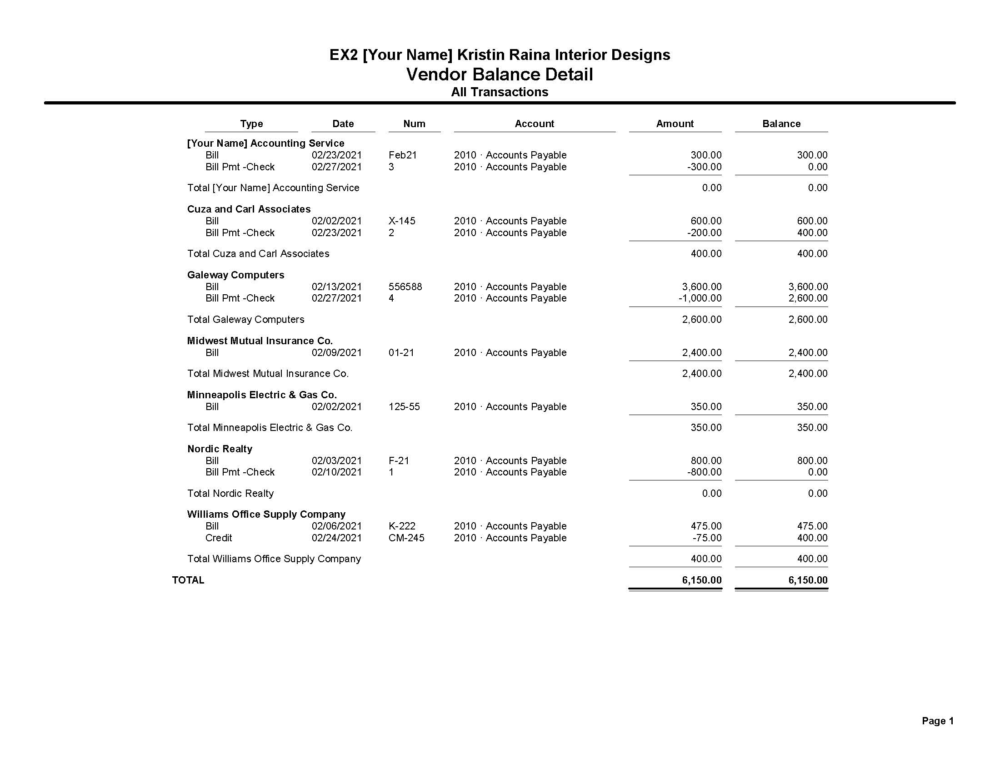 EX2 [Your Name] Kristin Raina Interior Designs
Vendor Balance Detail
All Transactions
Type Date Num Account Amount Balance
[Your Name] Accounting Service
Bill 02/23/2021 Feb21 2010 · Accounts Payable 300.00 300.00
Bill Pmt -Check 02/27/2021 3 2010 · Accounts Payable -300.00 0.00
Total [Your Name] Accounting Service 0.00 0.00
Cuza and Carl Associates
Bill 02/02/2021 X-145 2010 · Accounts Payable 600.00 600.00
Bill Pmt -Check 02/23/2021 2 2010 · Accounts Payable -200.00 400.00
Total Cuza and Carl Associates 400.00 400.00
Galeway Computers
Bill 02/13/2021 556588 2010 · Accounts Payable 3,600.00 3,600.00
Bill Pmt -Check 02/27/2021 4 2010 · Accounts Payable -1,000.00 2,600.00
Total Galeway Computers 2,600.00 2,600.00
Midwest Mutual Insurance Co.
Bill 02/09/2021 01-21 2010 · Accounts Payable 2,400.00 2,400.00
Total Midwest Mutual Insurance Co. 2,400.00 2,400.00
Minneapolis Electric & Gas Co.
Bill 02/02/2021 125-55 2010 · Accounts Payable 350.00 350.00
Total Minneapolis Electric & Gas Co. 350.00 350.00
Nordic Realty
Bill 02/03/2021 F-21 2010 · Accounts Payable 800.00 800.00
Bill Pmt -Check 02/10/2021 1 2010 · Accounts Payable -800.00 0.00
Total Nordic Realty 0.00 0.00
Williams Office Supply Company
Bill 02/06/2021 K-222 2010 · Accounts Payable 475.00 475.00
Credit 02/24/2021 CM-245 2010 · Accounts Payable -75.00 400.00
Total Williams Office Supply Company 400.00 400.00
TOTAL 6,150.00 6,150.00
Page 1